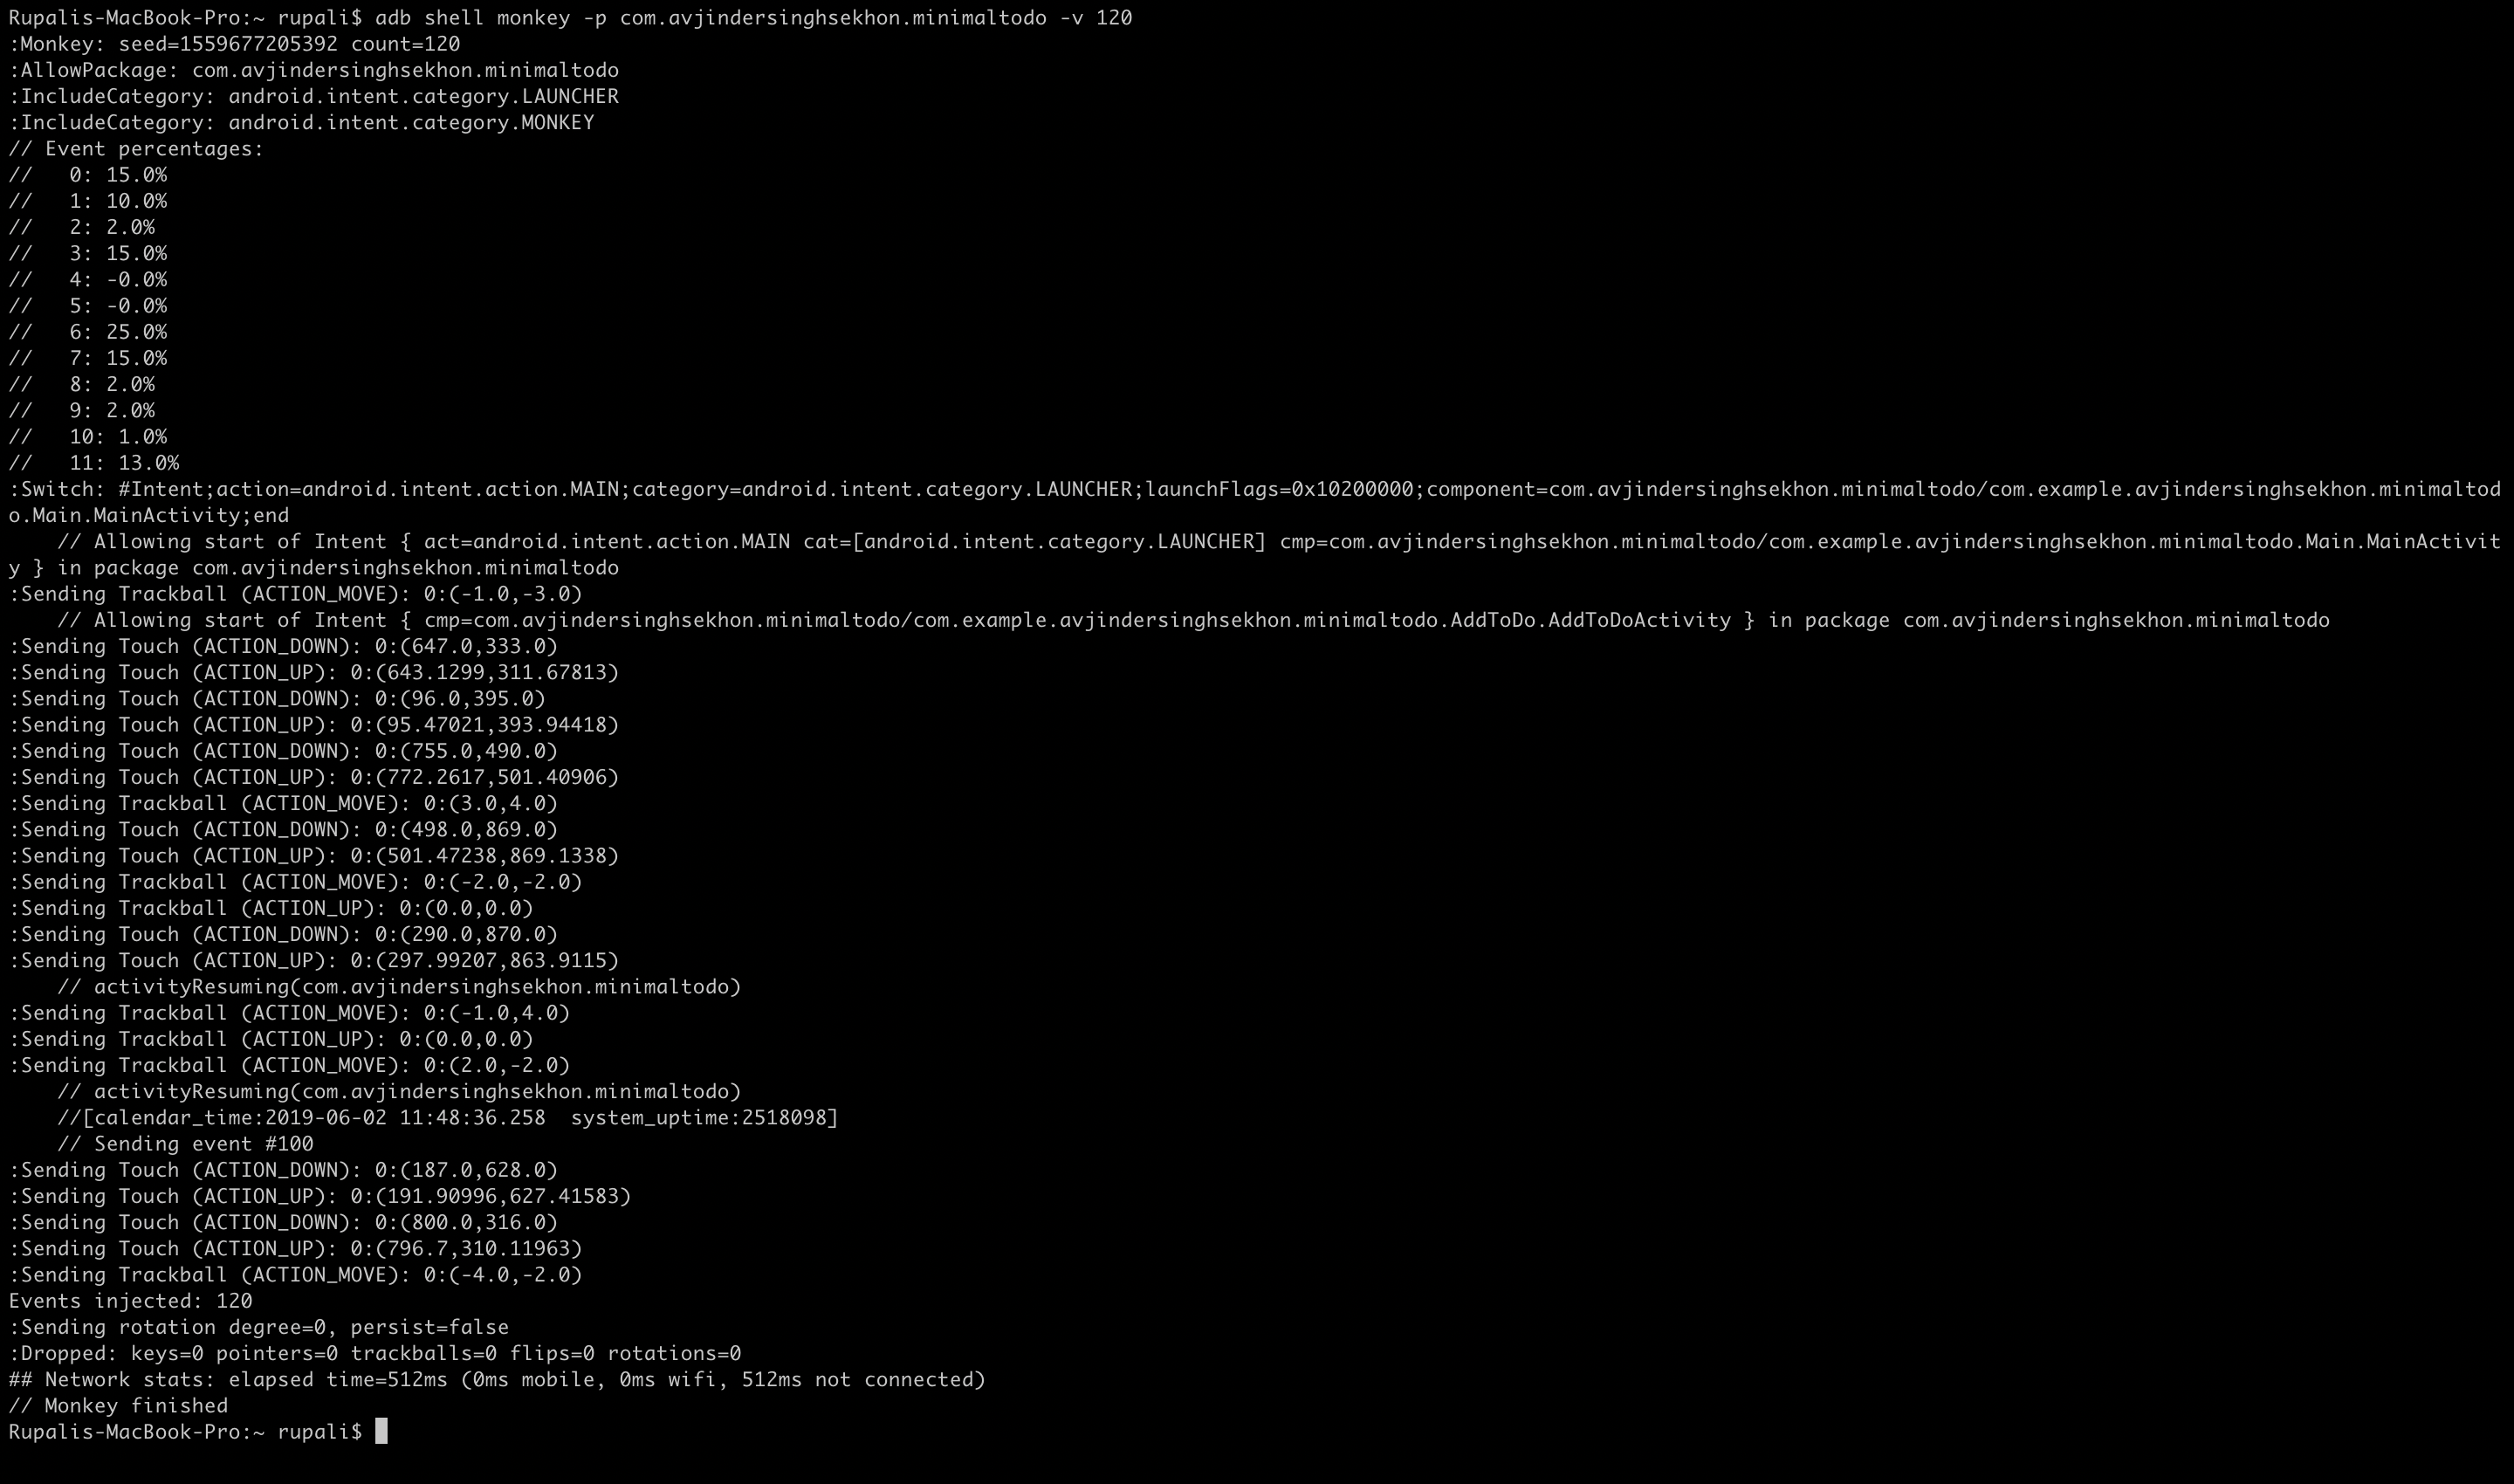 Rupalis-MacBook-Pro:~ rupali$ adb shell monkey -p com.avjindersinghsekhon.minimaltodo -v 120
:Monkey: seed=1559677205392 count=120
:AllowPackage: com.avjindersinghsekhon.minimaltodo
:IncludeCategory: android.intent.category.LAUNCHER
:IncludeCategory: android.intent.category.MONKEY
// Event percentages:
//   0: 15.0%
//   1: 10.0%
//   2: 2.0%
//   3: 15.0%
//   4: -0.0%
//   5: -0.0%
//   6: 25.0%
//   7: 15.0%
//   8: 2.0%
//   9: 2.0%
//   10: 1.0%
//   11: 13.0%
:Switch: #Intent;action=android.intent.action.MAIN;category=android.intent.category.LAUNCHER;launchFlags=0x10200000;component=com.avjindersinghsekhon.minimaltodo/com.example.avjindersinghsekhon.minimaltod
o.Main.MainActivity;end
    // Allowing start of Intent { act=android.intent.action.MAIN cat=[android.intent.category.LAUNCHER] cmp=com.avjindersinghsekhon.minimaltodo/com.example.avjindersinghsekhon.minimaltodo.Main.MainActivit
y } in package com.avjindersinghsekhon.minimaltodo
:Sending Trackball (ACTION_MOVE): 0:(-1.0,-3.0)
    // Allowing start of Intent { cmp=com.avjindersinghsekhon.minimaltodo/com.example.avjindersinghsekhon.minimaltodo.AddToDo.AddToDoActivity } in package com.avjindersinghsekhon.minimaltodo
:Sending Touch (ACTION_DOWN): 0:(647.0,333.0)
:Sending Touch (ACTION_UP): 0:(643.1299,311.67813)
:Sending Touch (ACTION_DOWN): 0:(96.0,395.0)
:Sending Touch (ACTION_UP): 0:(95.47021,393.94418)
:Sending Touch (ACTION_DOWN): 0:(755.0,490.0)
:Sending Touch (ACTION_UP): 0:(772.2617,501.40906)
:Sending Trackball (ACTION_MOVE): 0:(3.0,4.0)
:Sending Touch (ACTION_DOWN): 0:(498.0,869.0)
:Sending Touch (ACTION_UP): 0:(501.47238,869.1338)
:Sending Trackball (ACTION_MOVE): 0:(-2.0,-2.0)
:Sending Trackball (ACTION_UP): 0:(0.0,0.0)
:Sending Touch (ACTION_DOWN): 0:(290.0,870.0)
:Sending Touch (ACTION_UP): 0:(297.99207,863.9115)
    // activityResuming(com.avjindersinghsekhon.minimaltodo)
:Sending Trackball (ACTION_MOVE): 0:(-1.0,4.0)
:Sending Trackball (ACTION_UP): 0:(0.0,0.0)
:Sending Trackball (ACTION_MOVE): 0:(2.0,-2.0)
    // activityResuming(com.avjindersinghsekhon.minimaltodo)
    //[calendar_time:2019-06-02 11:48:36.258  system_uptime:2518098]
    // Sending event #100
:Sending Touch (ACTION_DOWN): 0:(187.0,628.0)
:Sending Touch (ACTION_UP): 0:(191.90996,627.41583)
:Sending Touch (ACTION_DOWN): 0:(800.0,316.0)
:Sending Touch (ACTION_UP): 0:(796.7,310.11963)
:Sending Trackball (ACTION_MOVE): 0:(-4.0,-2.0)
Events injected: 120
:Sending rotation degree=0, persist=false
:Dropped: keys=0 pointers=0 trackballs=0 flips=0 rotations=0
## Network stats: elapsed time=512ms (0ms mobile, 0ms wifi, 512ms not connected)
// Monkey finished
Rupalis-MacBook-Pro:~ rupali$